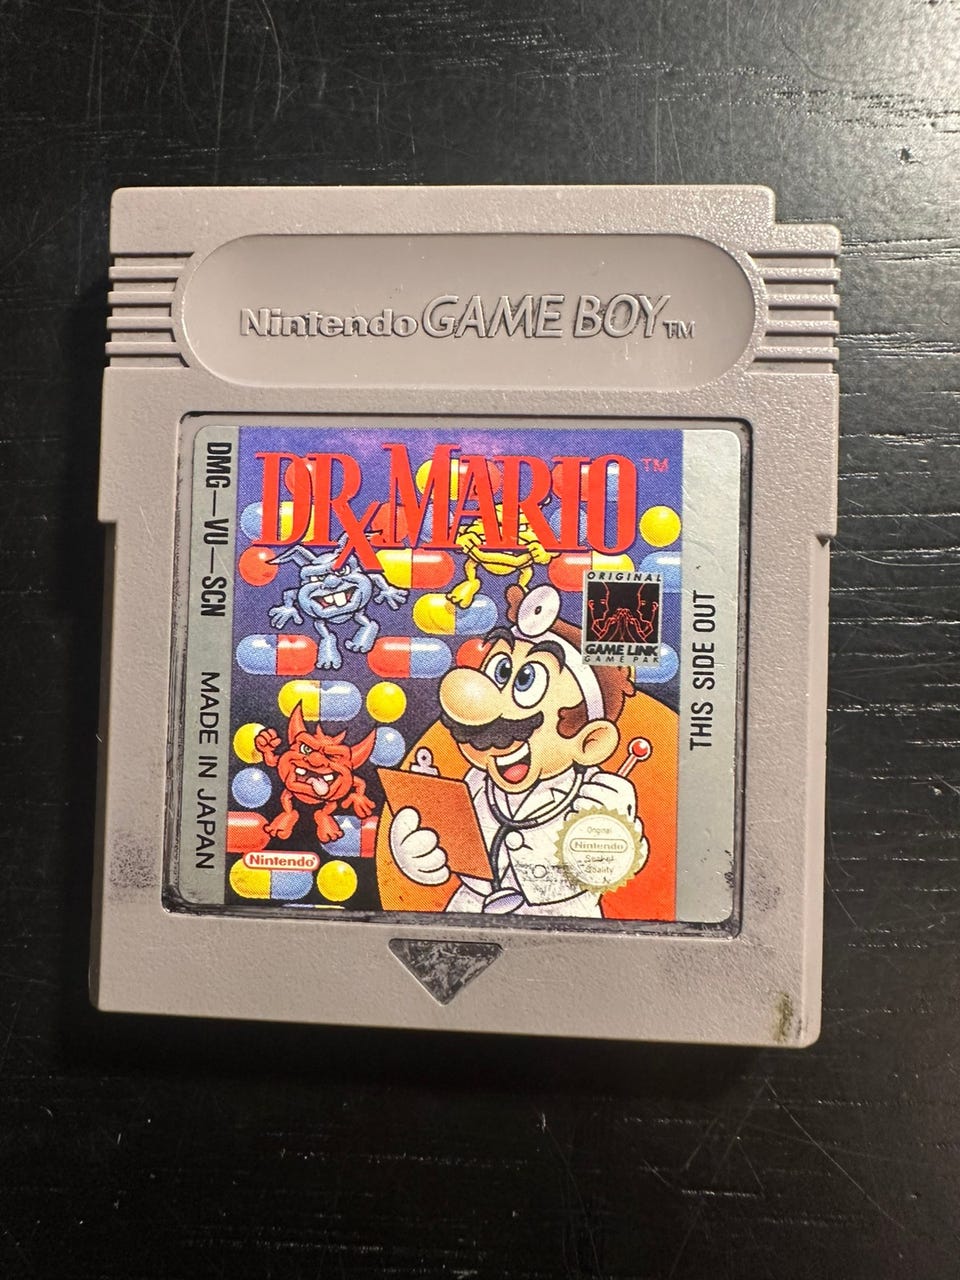 Nintendo GAME BOY TM
DMG-VU-SCN MADE IN JAPAN
DR. MARIO TM
ORIGINAL
GAME LINK
GAME PAK
THIS SIDE OUT
Original
Nintendo
Seal of
Quality
Nintendo®